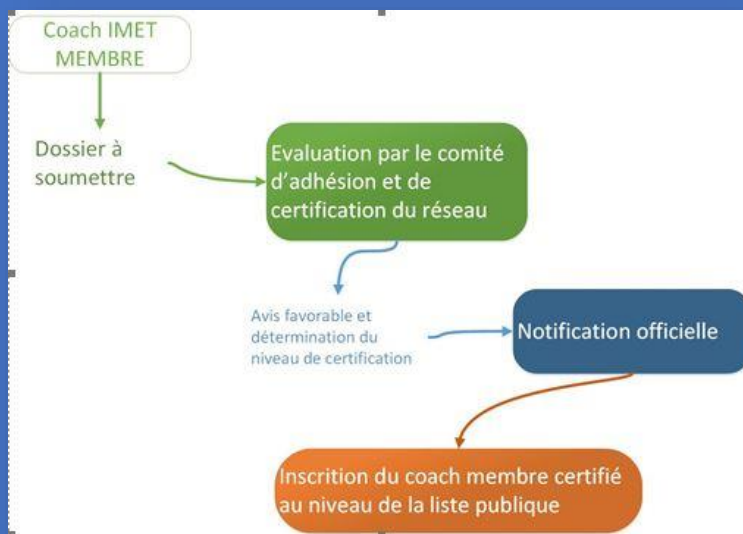 Coach IMET
MEMBRE
Dossier à
soumettre
Evaluation par le comité
d'adhésion et de
certification du réseau
Avis favorable et
détermination du
niveau de certification
Notification officielle
Inscrition du coach membre certifié
au niveau de la liste publique